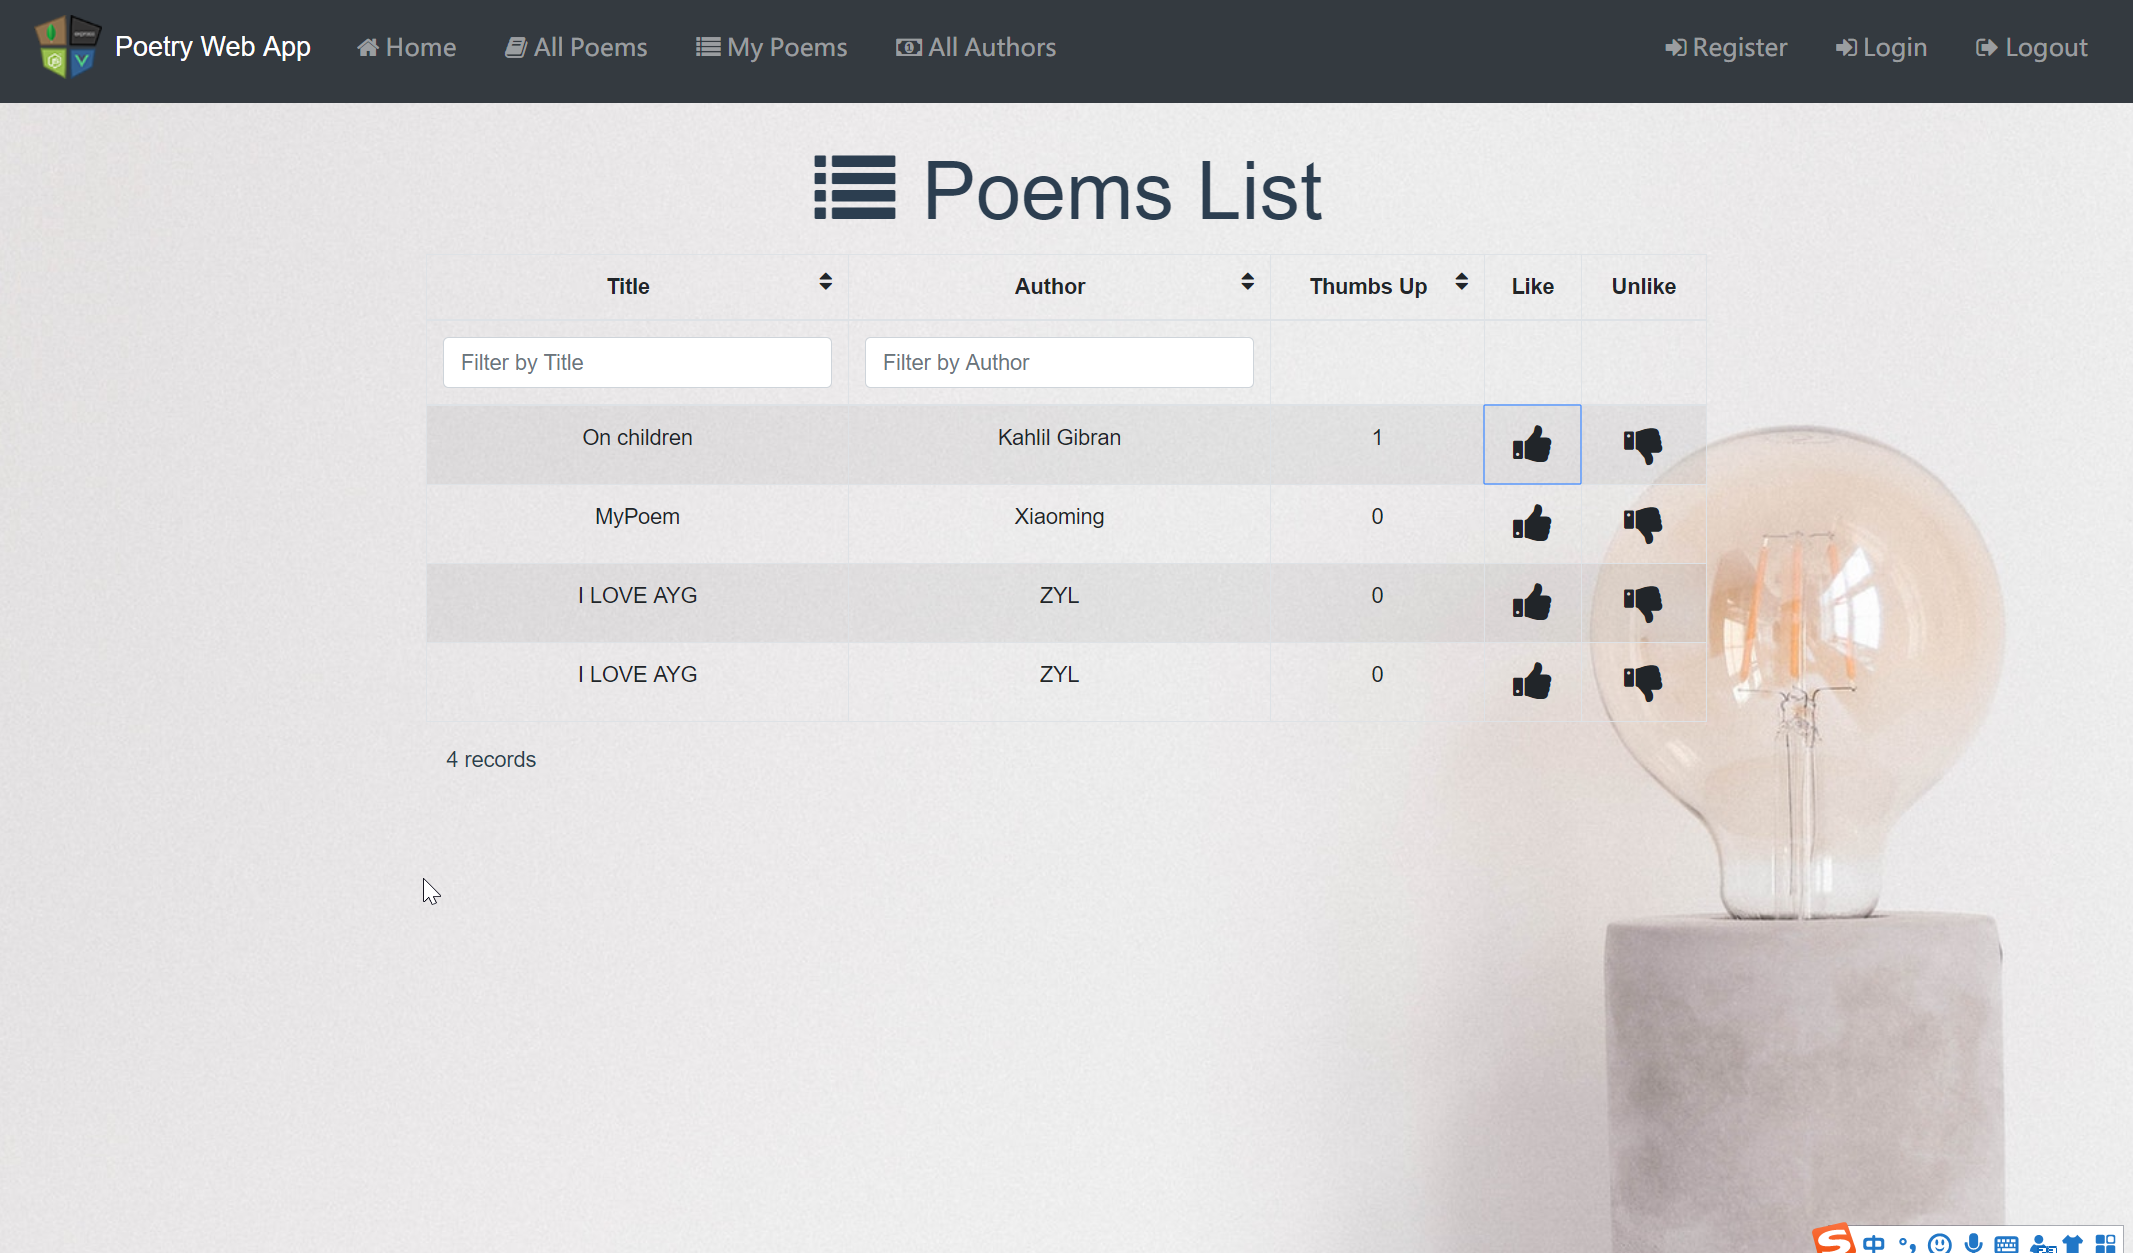 Poetry Web App Home All Poems My Poems All Authors Register Login Logout
Poems List
Title Author Thumbs Up Like Unlike
Filter by Title Filter by Author
On children Kahlil Gibran 1
MyPoem Xiaoming 0
I LOVE AYG ZYL 0
I LOVE AYG ZYL 0
4 records
中